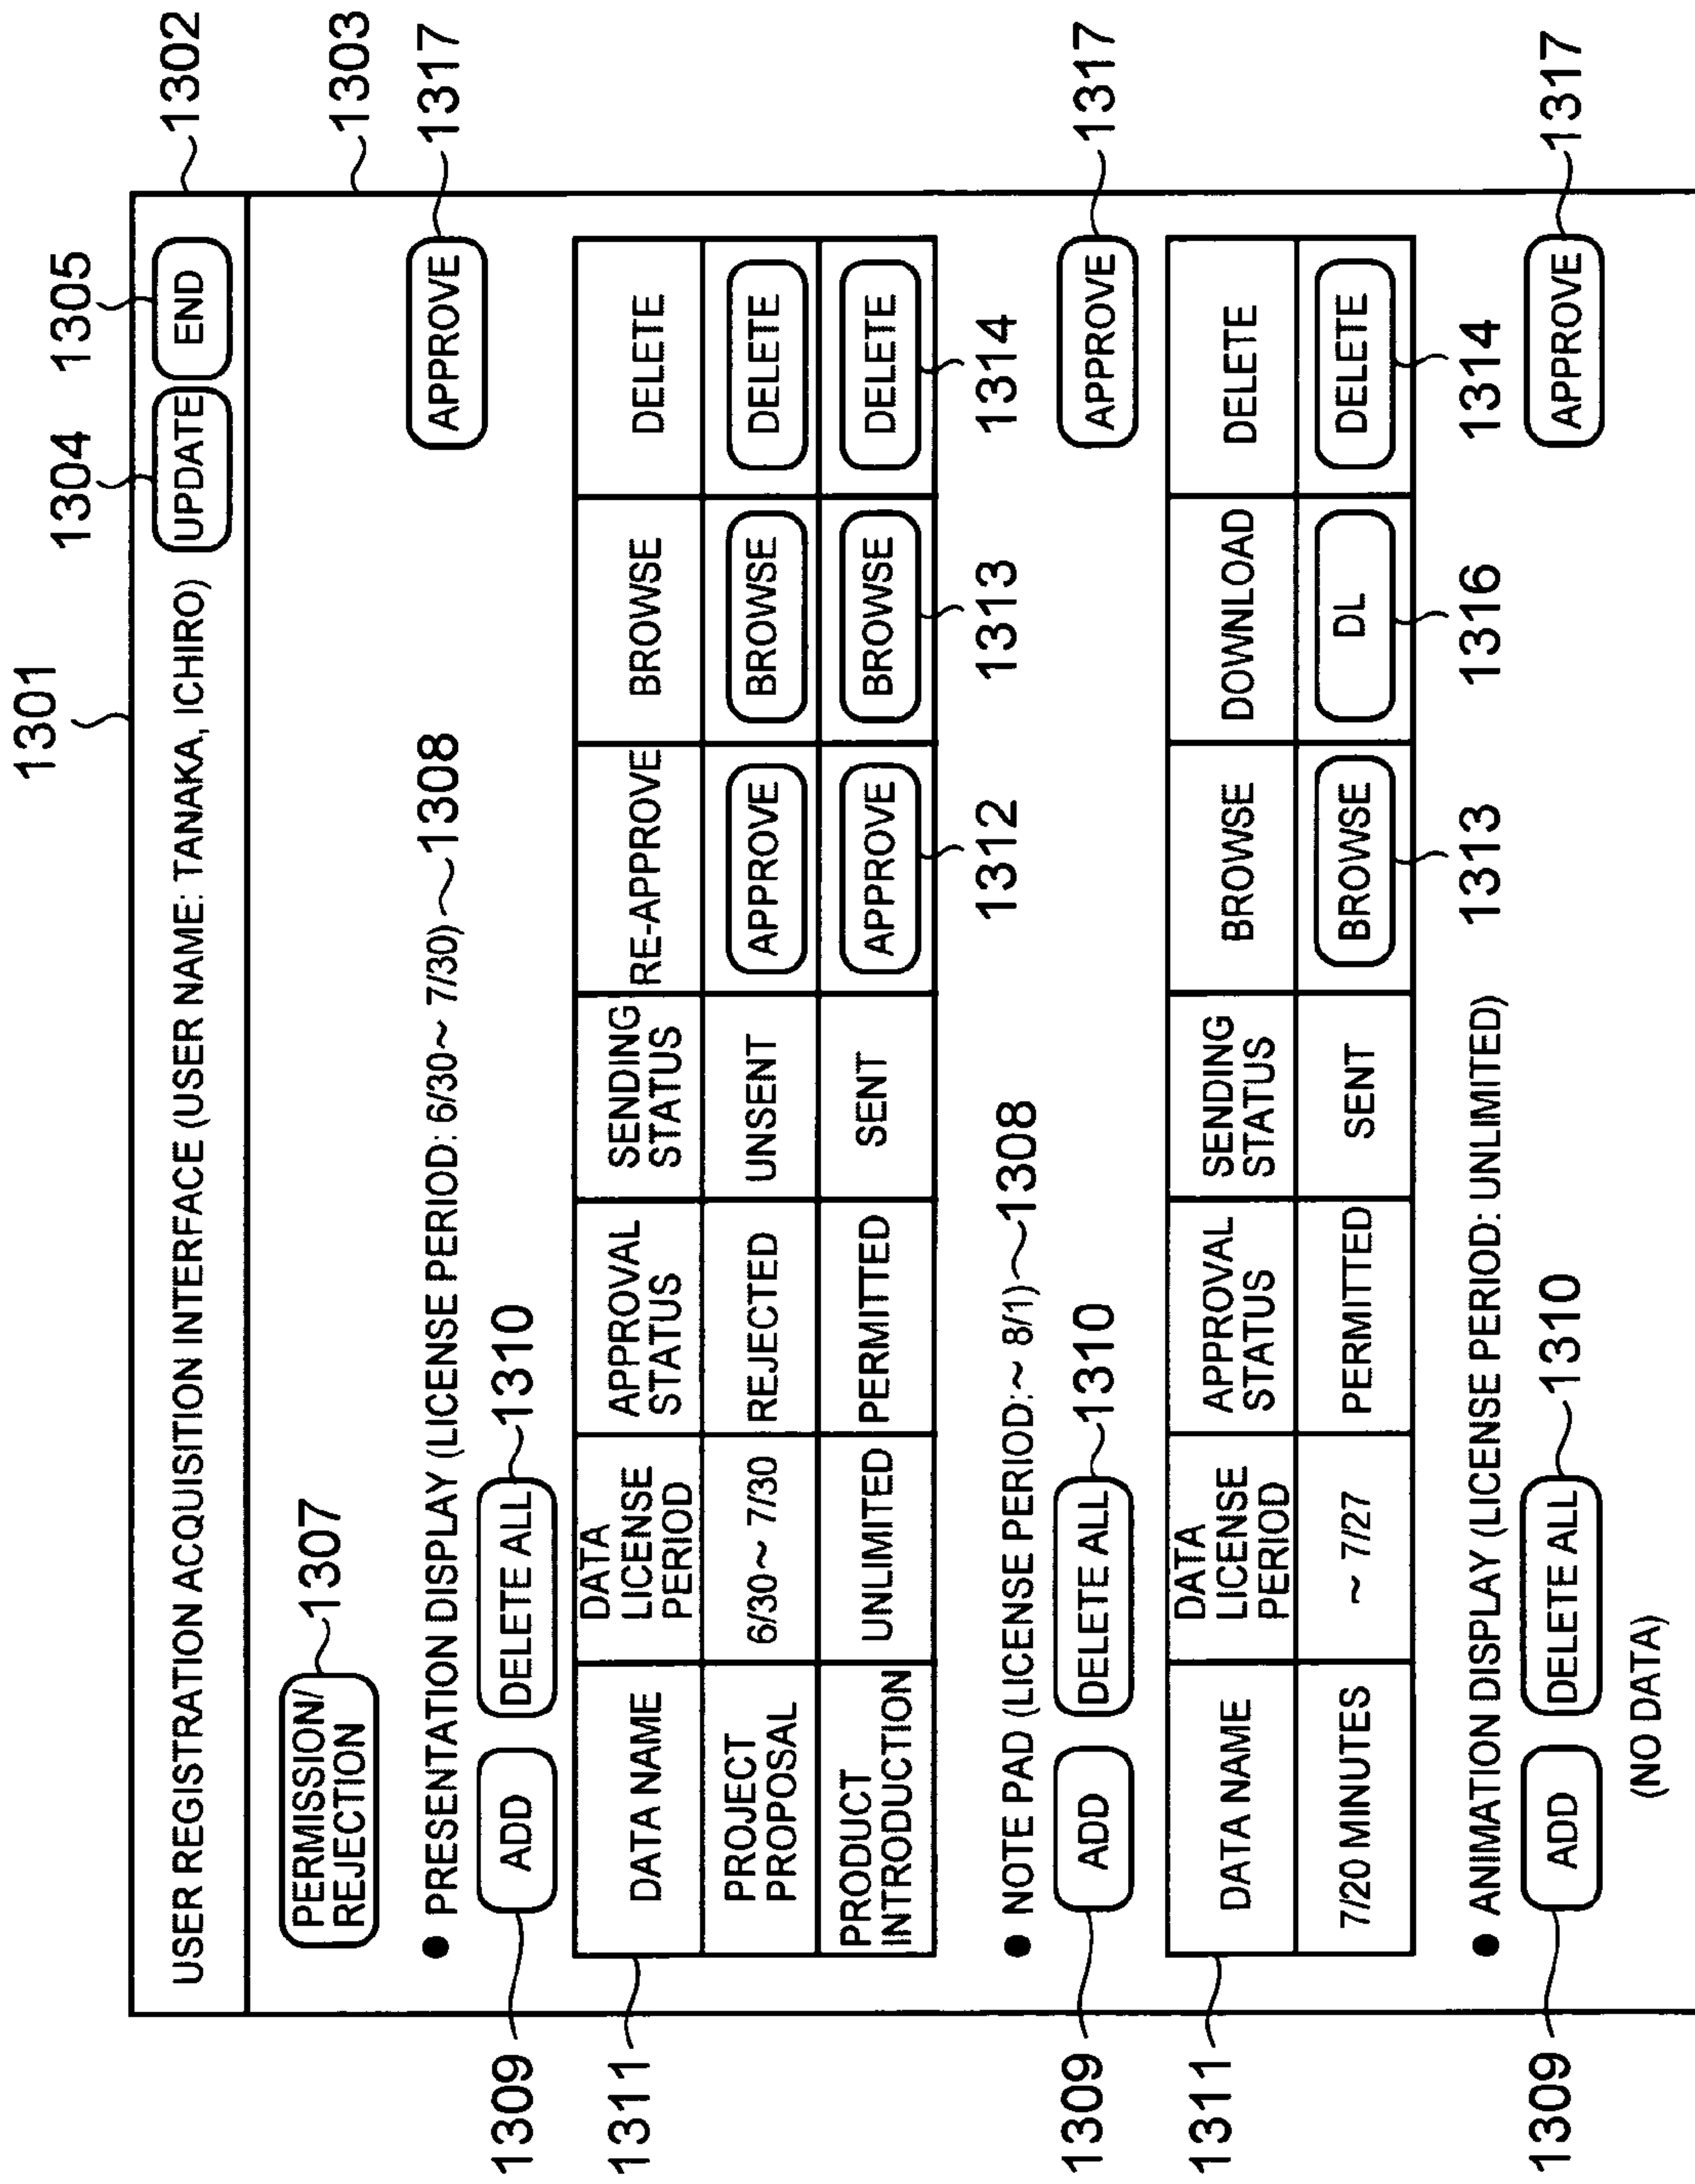 1301
1304 1305
USER REGISTRATION ACQUISITION INTERFACE (USER NAME: TANAKA, ICHIRO) UPDATE END 1302
1303
PERMISSION/
REJECTION 1307
● PRESENTATION DISPLAY (LICENSE PERIOD: 6/30~ 7/30) 1308 APPROVE 1317
1309 ADD DELETE ALL 1310
1311
DATA NAME DATA LICENSE PERIOD APPROVAL STATUS SENDING STATUS RE-APPROVE BROWSE DELETE
PROJECT PROPOSAL 6/30~ 7/30 REJECTED UNSENT APPROVE BROWSE DELETE
PRODUCT INTRODUCTION UNLIMITED PERMITTED SENT APPROVE BROWSE DELETE
1312 1313 1314
● NOTE PAD (LICENSE PERIOD:~ 8/1) 1308
1309 ADD DELETE ALL 1310 APPROVE 1317
1311
DATA NAME DATA LICENSE PERIOD APPROVAL STATUS SENDING STATUS BROWSE DOWNLOAD DELETE
7/20 MINUTES ~ 7/27 PERMITTED SENT BROWSE DL DELETE
1313 1316 1314
● ANIMATION DISPLAY (LICENSE PERIOD: UNLIMITED)
1309 ADD DELETE ALL 1310 APPROVE 1317
(NO DATA)